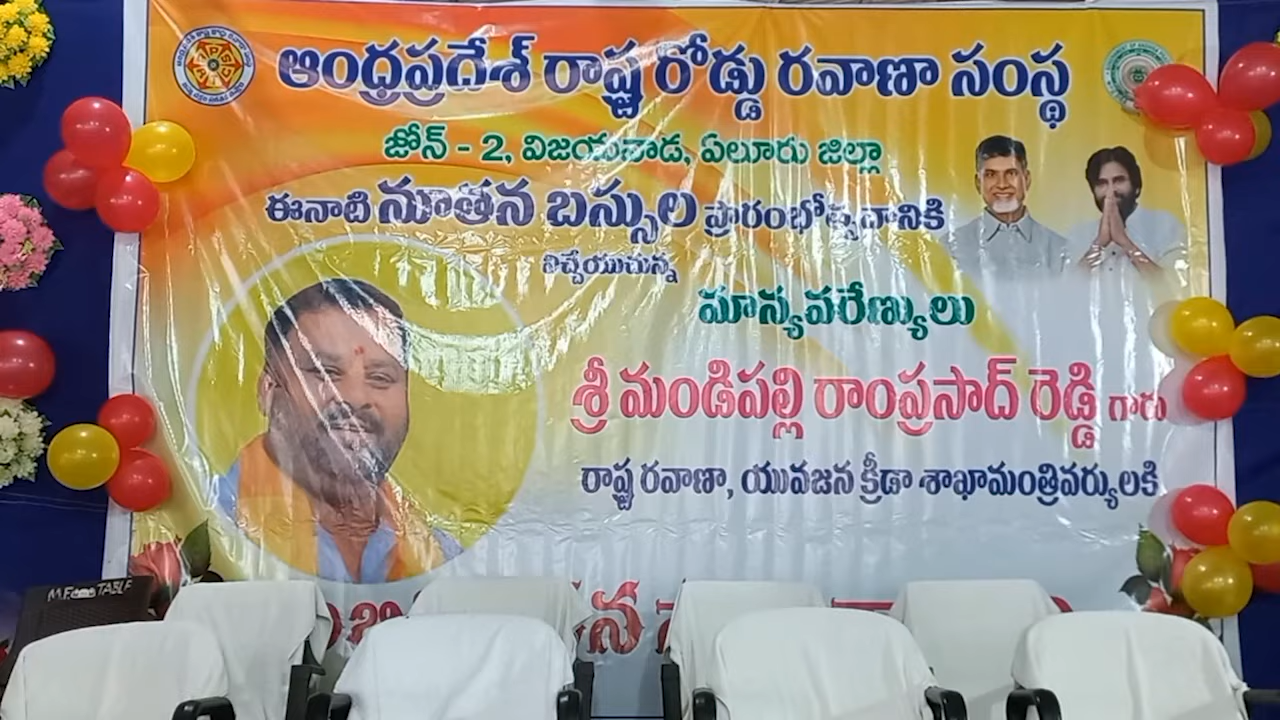 ఆంధ్రప్రదేశ్ రాష్ట్ర రోడ్డు రవాణా సంస్థ
జోన్ - 2, విజయవాడ, ఏలూరు జిల్లా
ఈనాటి నూతన బస్సుల ప్రారంభోత్సవానికి
విచ్చేయుచున్న
మాన్యవరేణ్యులు
శ్రీ మండిపల్లి రాంప్రసాద్ రెడ్డి గారు
రాష్ట్ర రవాణా, యువజన క్రీడా శాఖామంత్రివర్యులకి